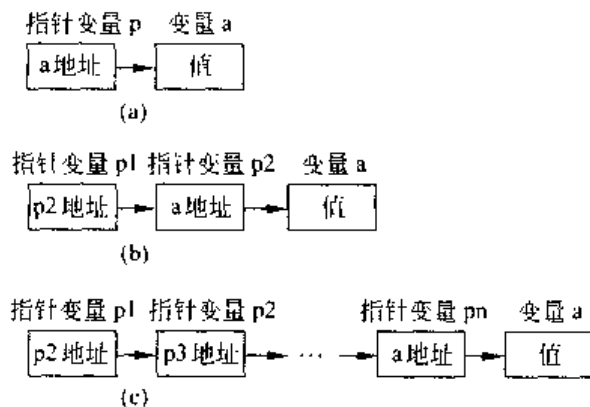 指针变量 p 变量 a
a地址 值
(a)
指针变量 p1 指针变量 p2 变量 a
p2 地址 a 地址 值
(b)
指针变量 p1 指针变量 p2 指针变量 pn 变量 a
p2 地址 p3 地址 … a 地址 值
(c)